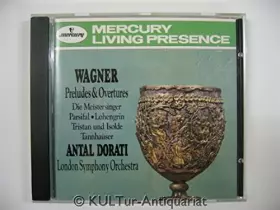 mercury
MERCURY
LIVING PRESENCE
WAGNER
Preludes & Overtures
Die Meistersinger
Parsifal • Lohengrin
Tristan und Isolde
Tannhäuser
ANTAL DORATI
London Symphony Orchestra
© KULTur-Antiquariat